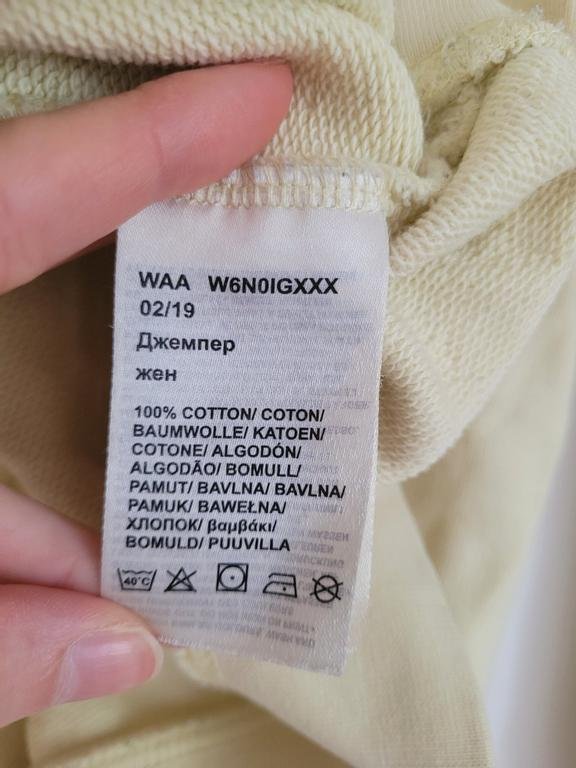 WAA W6N0IGXXX
02/19
Джемпер
жен
100% COTTON/ COTON/
BAUMWOLLE/ KATOEN/
COTONE/ ALGODÓN/
ALGODÃO/ BOMULL/
PAMUT/ BAVLNA/ BAVLNA/
PAMUK/ BAWEŁNA/
ХЛОПОК/ βαμβάκι/
BOMULD/ PUUVILLA
40°C